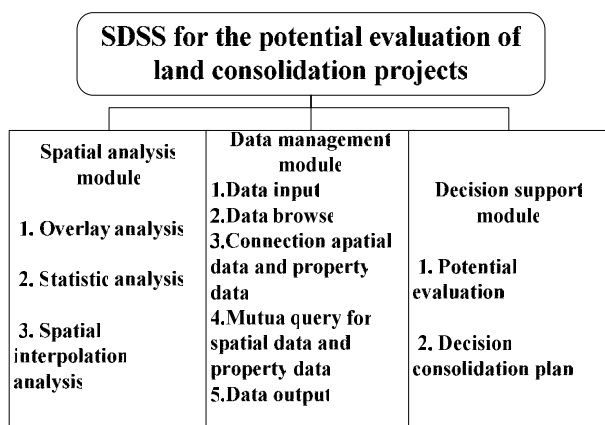 SDSS for the potential evaluation of
land consolidation projects
Spatial analysis
module
1. Overlay analysis
2. Statistic analysis
3. Spatial
interpolation
analysis
Data management
module
1.Data input
2.Data browse
3.Connection apatial
data and property
data
4.Mutua query for
spatial data and
property data
5.Data output
Decision support
module
1. Potential
evaluation
2. Decision
consolidation plan